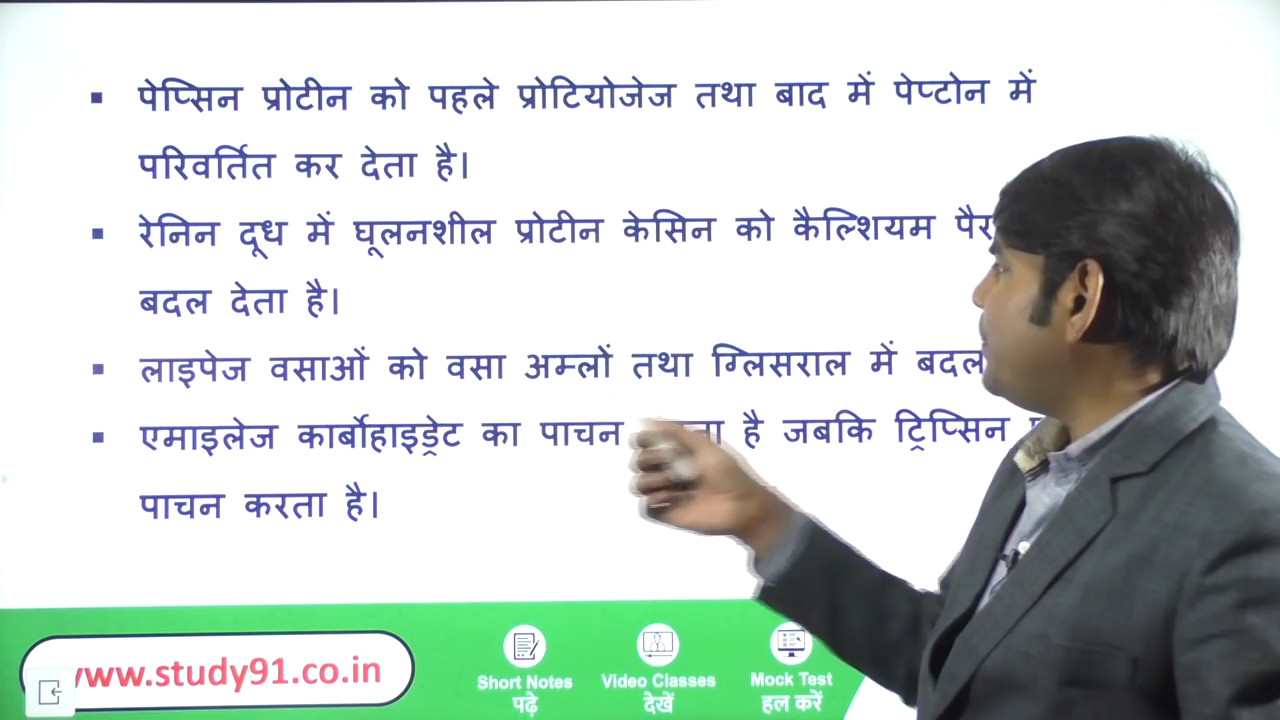 पेप्सिन प्रोटीन को पहले प्रोटियोजेज तथा बाद में पेप्टोन में
परिवर्तित कर देता है।
रेनिन दूध में घूलनशील प्रोटीन केसिन को कैल्शियम
बदल देता है।
लाइपेज वसाओं को वसा अम्लों तथा ग्लिसराल में बदल
एमाइलेज कार्बोहाइड्रेट का पाचन है जबकि ट्रिप्सिन
पाचन करता है।
www.study91.co.in
Short Notes
पढ़े
Video Classes
देखें
Mock Test
हल करें